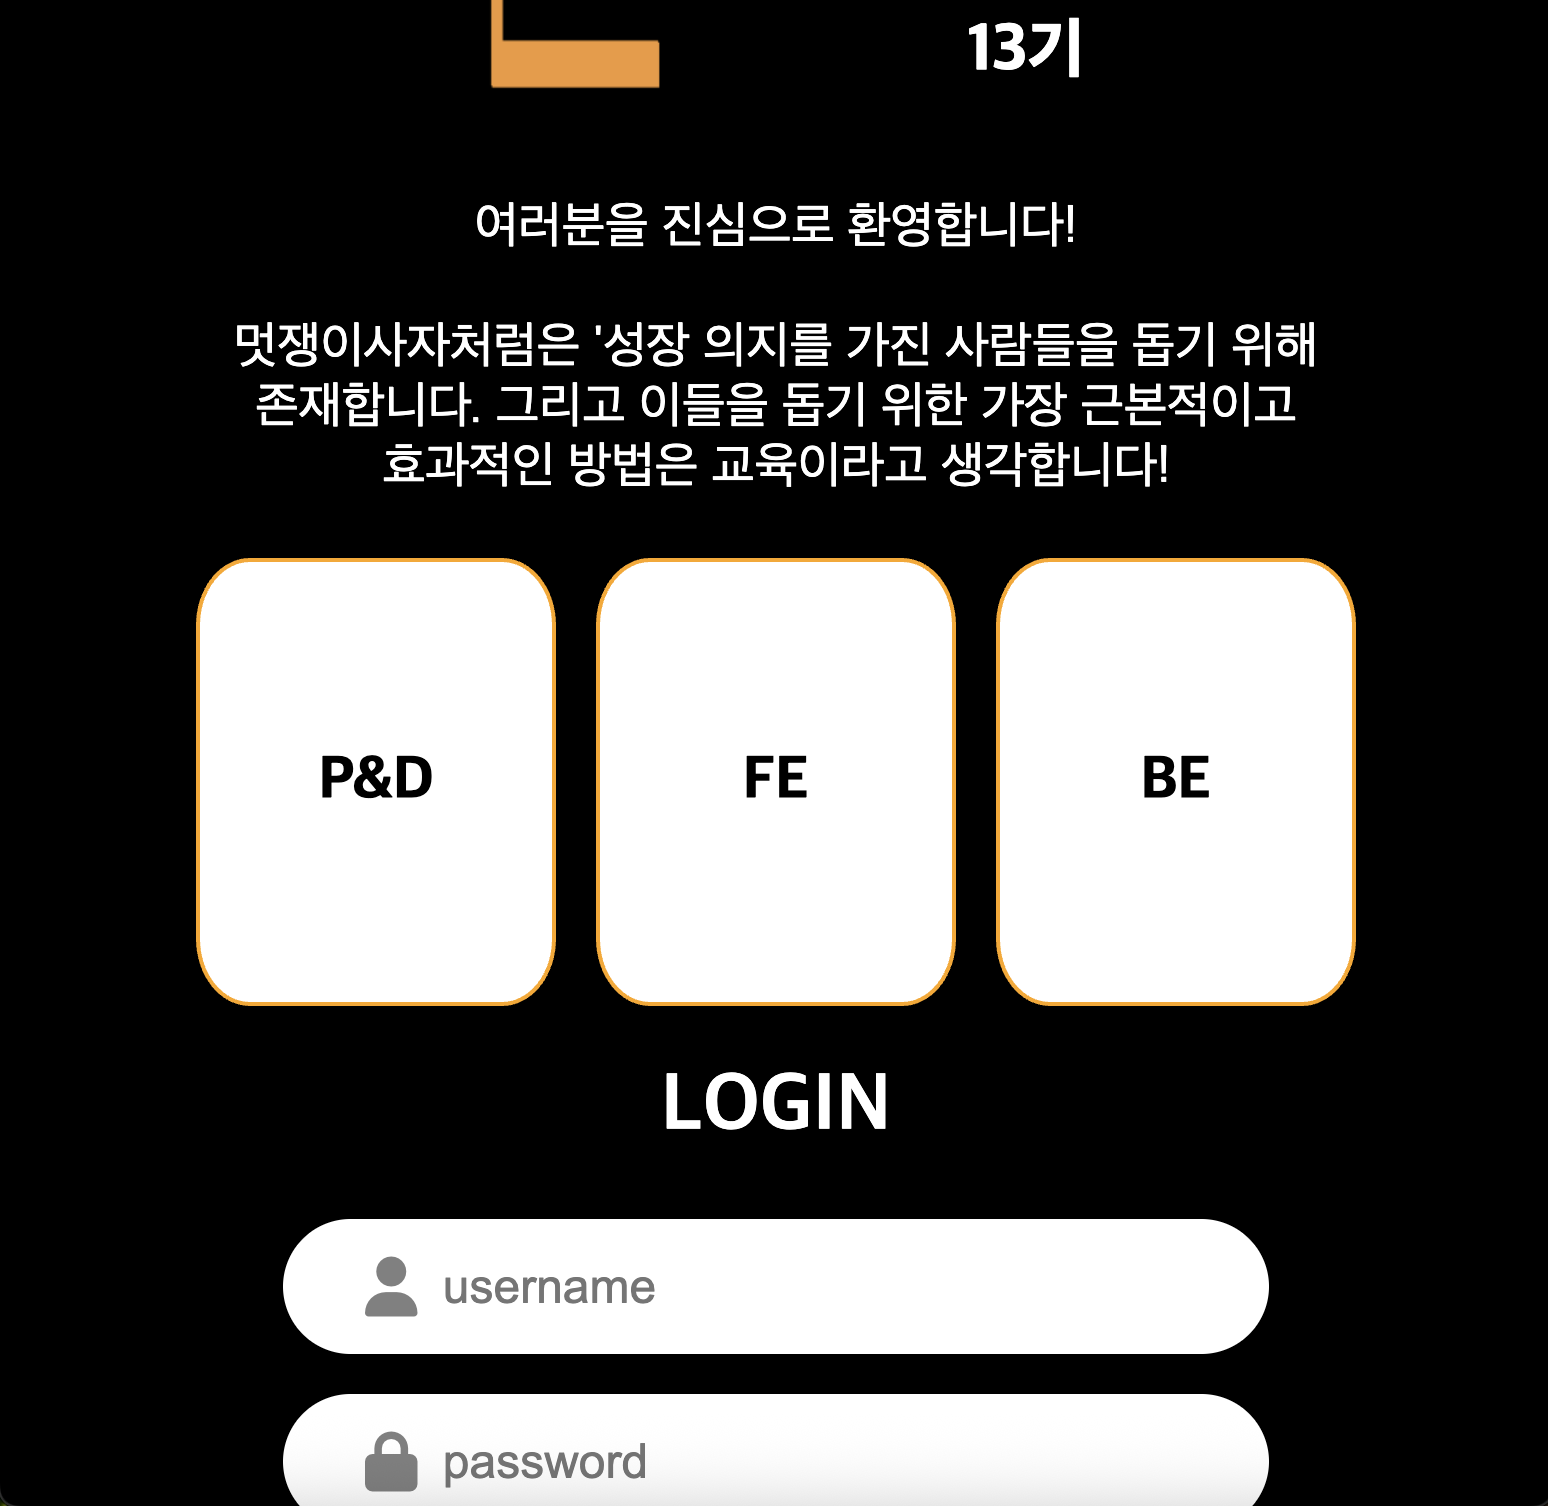 13기
여러분을 진심으로 환영합니다!
멋쟁이사자처럼은 '성장 의지를 가진 사람들을 돕기 위해
존재합니다. 그리고 이들을 돕기 위한 가장 근본적이고
효과적인 방법은 교육이라고 생각합니다!
P&D
FE
BE
LOGIN
username
password